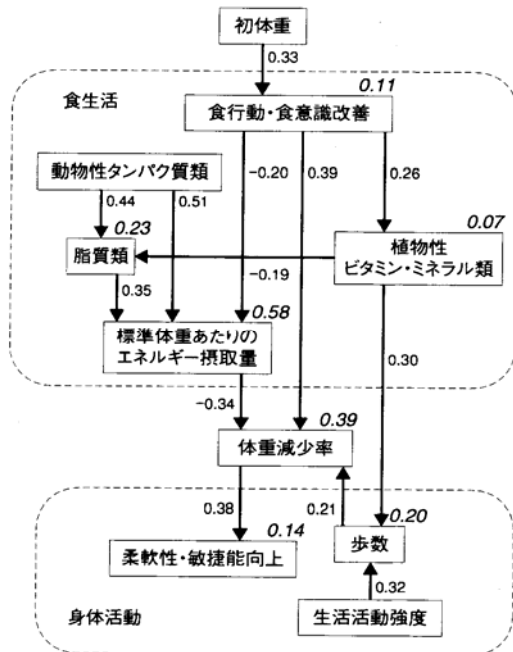 初体重
0.33
0.11
食生活
食行動・食意識改善
動物性タンパク質類
-0.20
0.39
0.26
0.44
0.51
0.23
0.07
脂質類
植物性
ビタミン・ミネラル類
-0.19
0.35
0.58
標準体重あたりの
エネルギー摂取量
0.30
-0.34
0.39
体重減少率
0.38
0.21
0.14
0.20
柔軟性・敏捷能向上
歩数
0.32
身体活動
生活活動強度